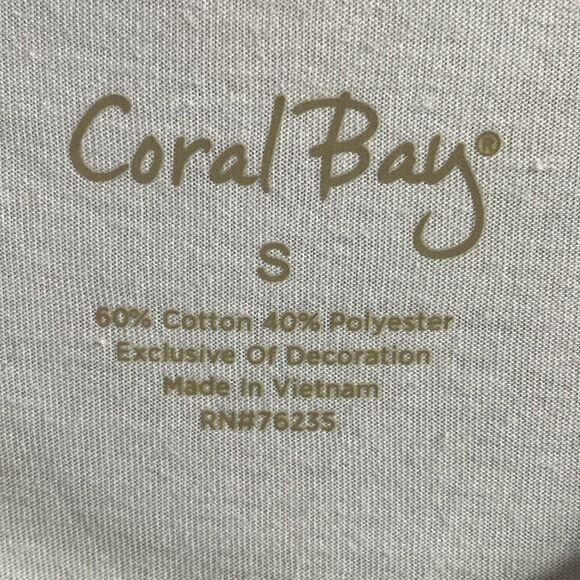 Coral Bay®
S
60% Cotton 40% Polyester
Exclusive Of Decoration
Made In Vietnam
RN#76235